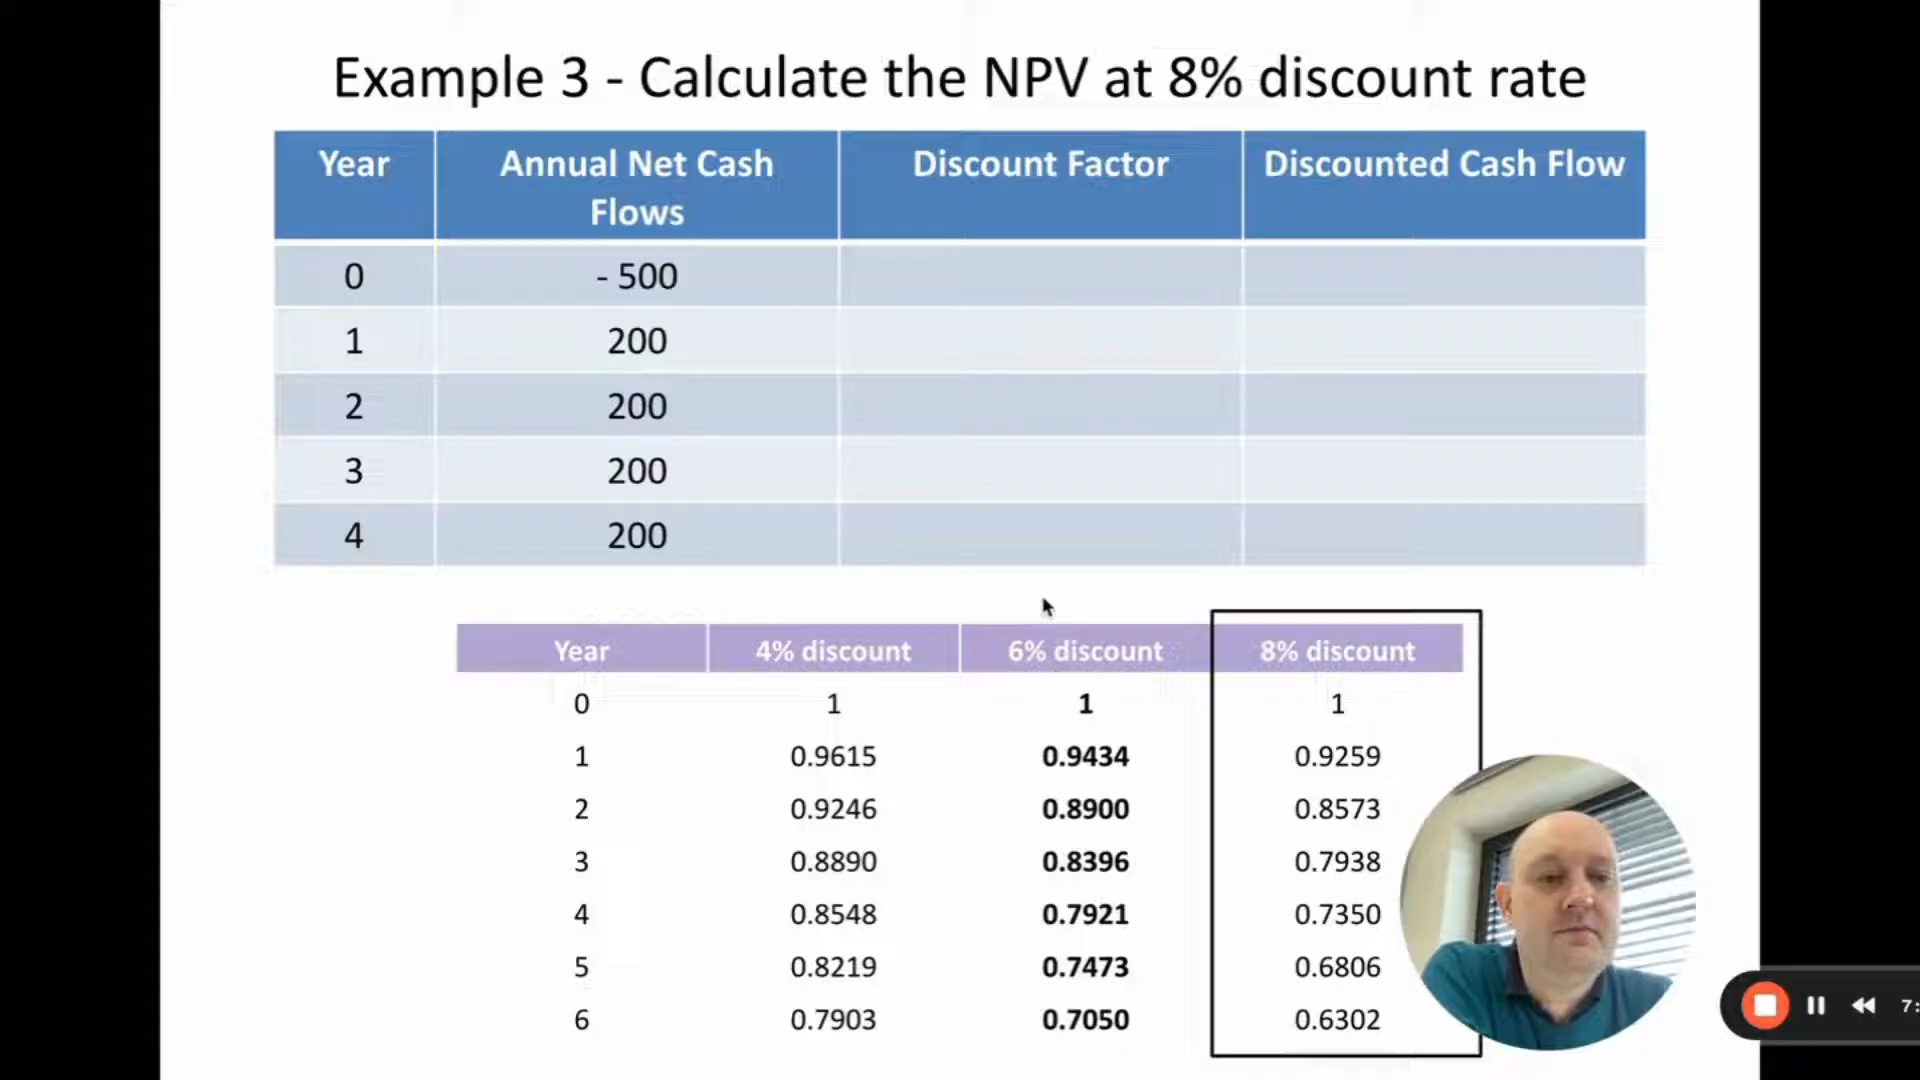 Example 3 - Calculate the NPV at 8% discount rate
Year Annual Net Cash Flows Discount Factor Discounted Cash Flow
0 - 500
1 200
2 200
3 200
4 200
Year 4% discount 6% discount 8% discount
0 1 1 1
1 0.9615 0.9434 0.9259
2 0.9246 0.8900 0.8573
3 0.8890 0.8396 0.7938
4 0.8548 0.7921 0.7350
5 0.8219 0.7473 0.6806
6 0.7903 0.7050 0.6302